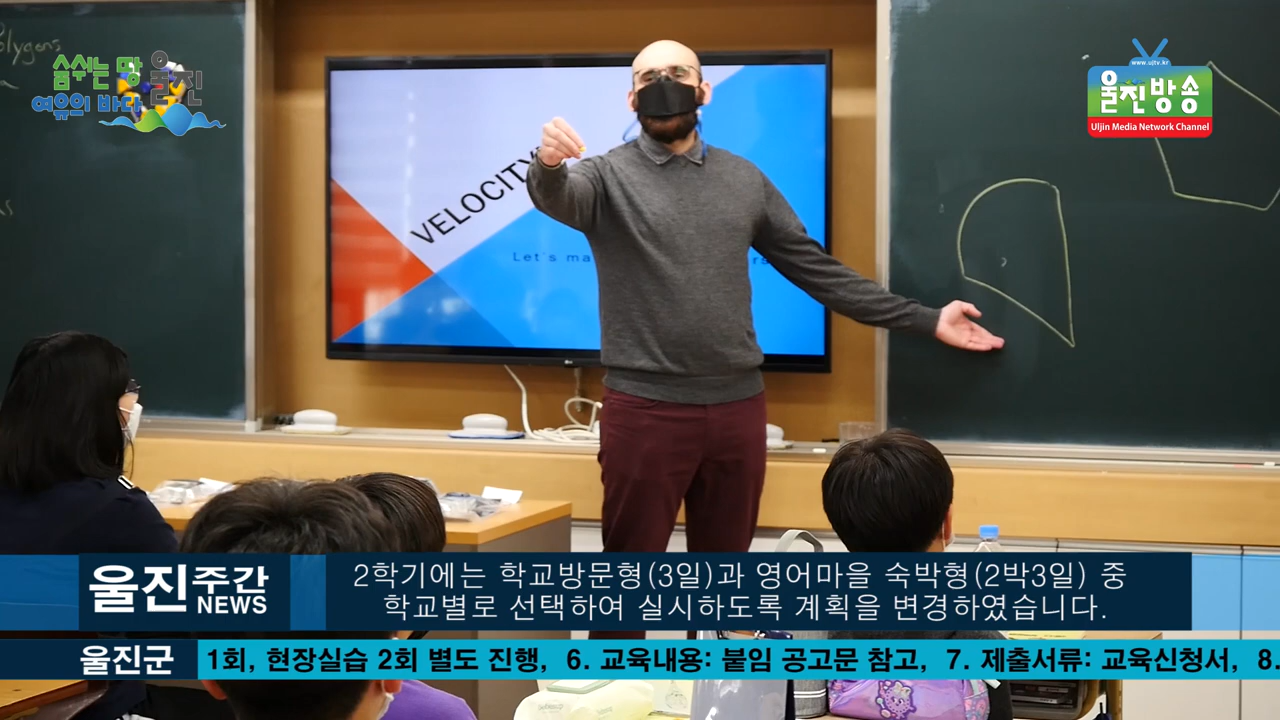 Polygons
숨쉬는 땅 울진
여유의 바다
www.ujtv.kr
울진방송
Uljin Media Network Channel
VELOCITY
Let's ma
울진주간
NEWS
2학기에는 학교방문형(3일)과 영어마을 숙박형(2박3일) 중
학교별로 선택하여 실시하도록 계획을 변경하였습니다.
울진군
1회, 현장실습 2회 별도 진행, 6. 교육내용: 붙임 공고문 참고, 7. 제출서류: 교육신청서, 8.